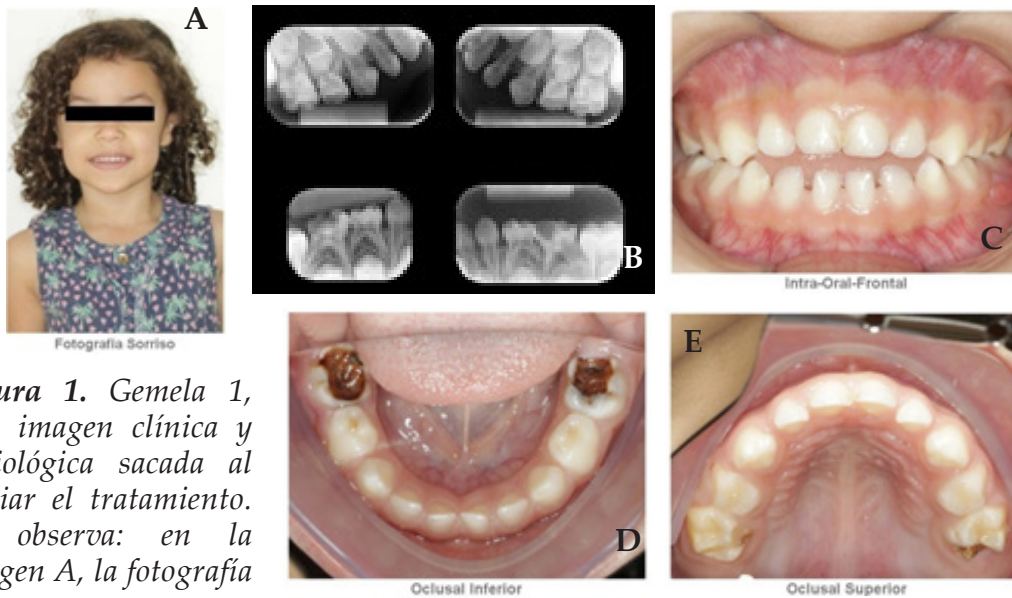 A
B
C
Intra-Oral-Frontal
Fotografia Sorriso
E
ura 1. Gemela 1,
imagen clínica y
iológica sacada al
iar el tratamiento.
observa: en la
gen A, la fotografía
D
Oclusal Inferior
Oclusal Superior